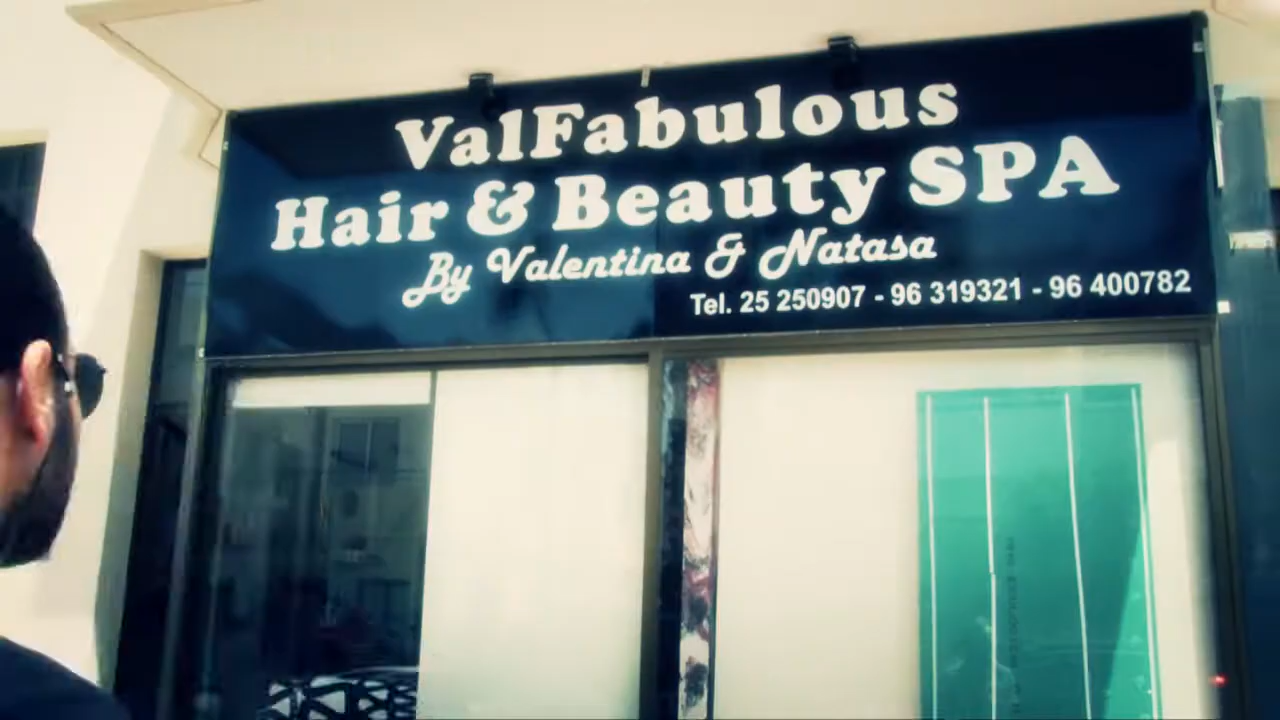 ValFabulous
Hair & Beauty SPA
By Valentina & Natasa
Tel. 25 250907 - 96 319321 - 96 400782